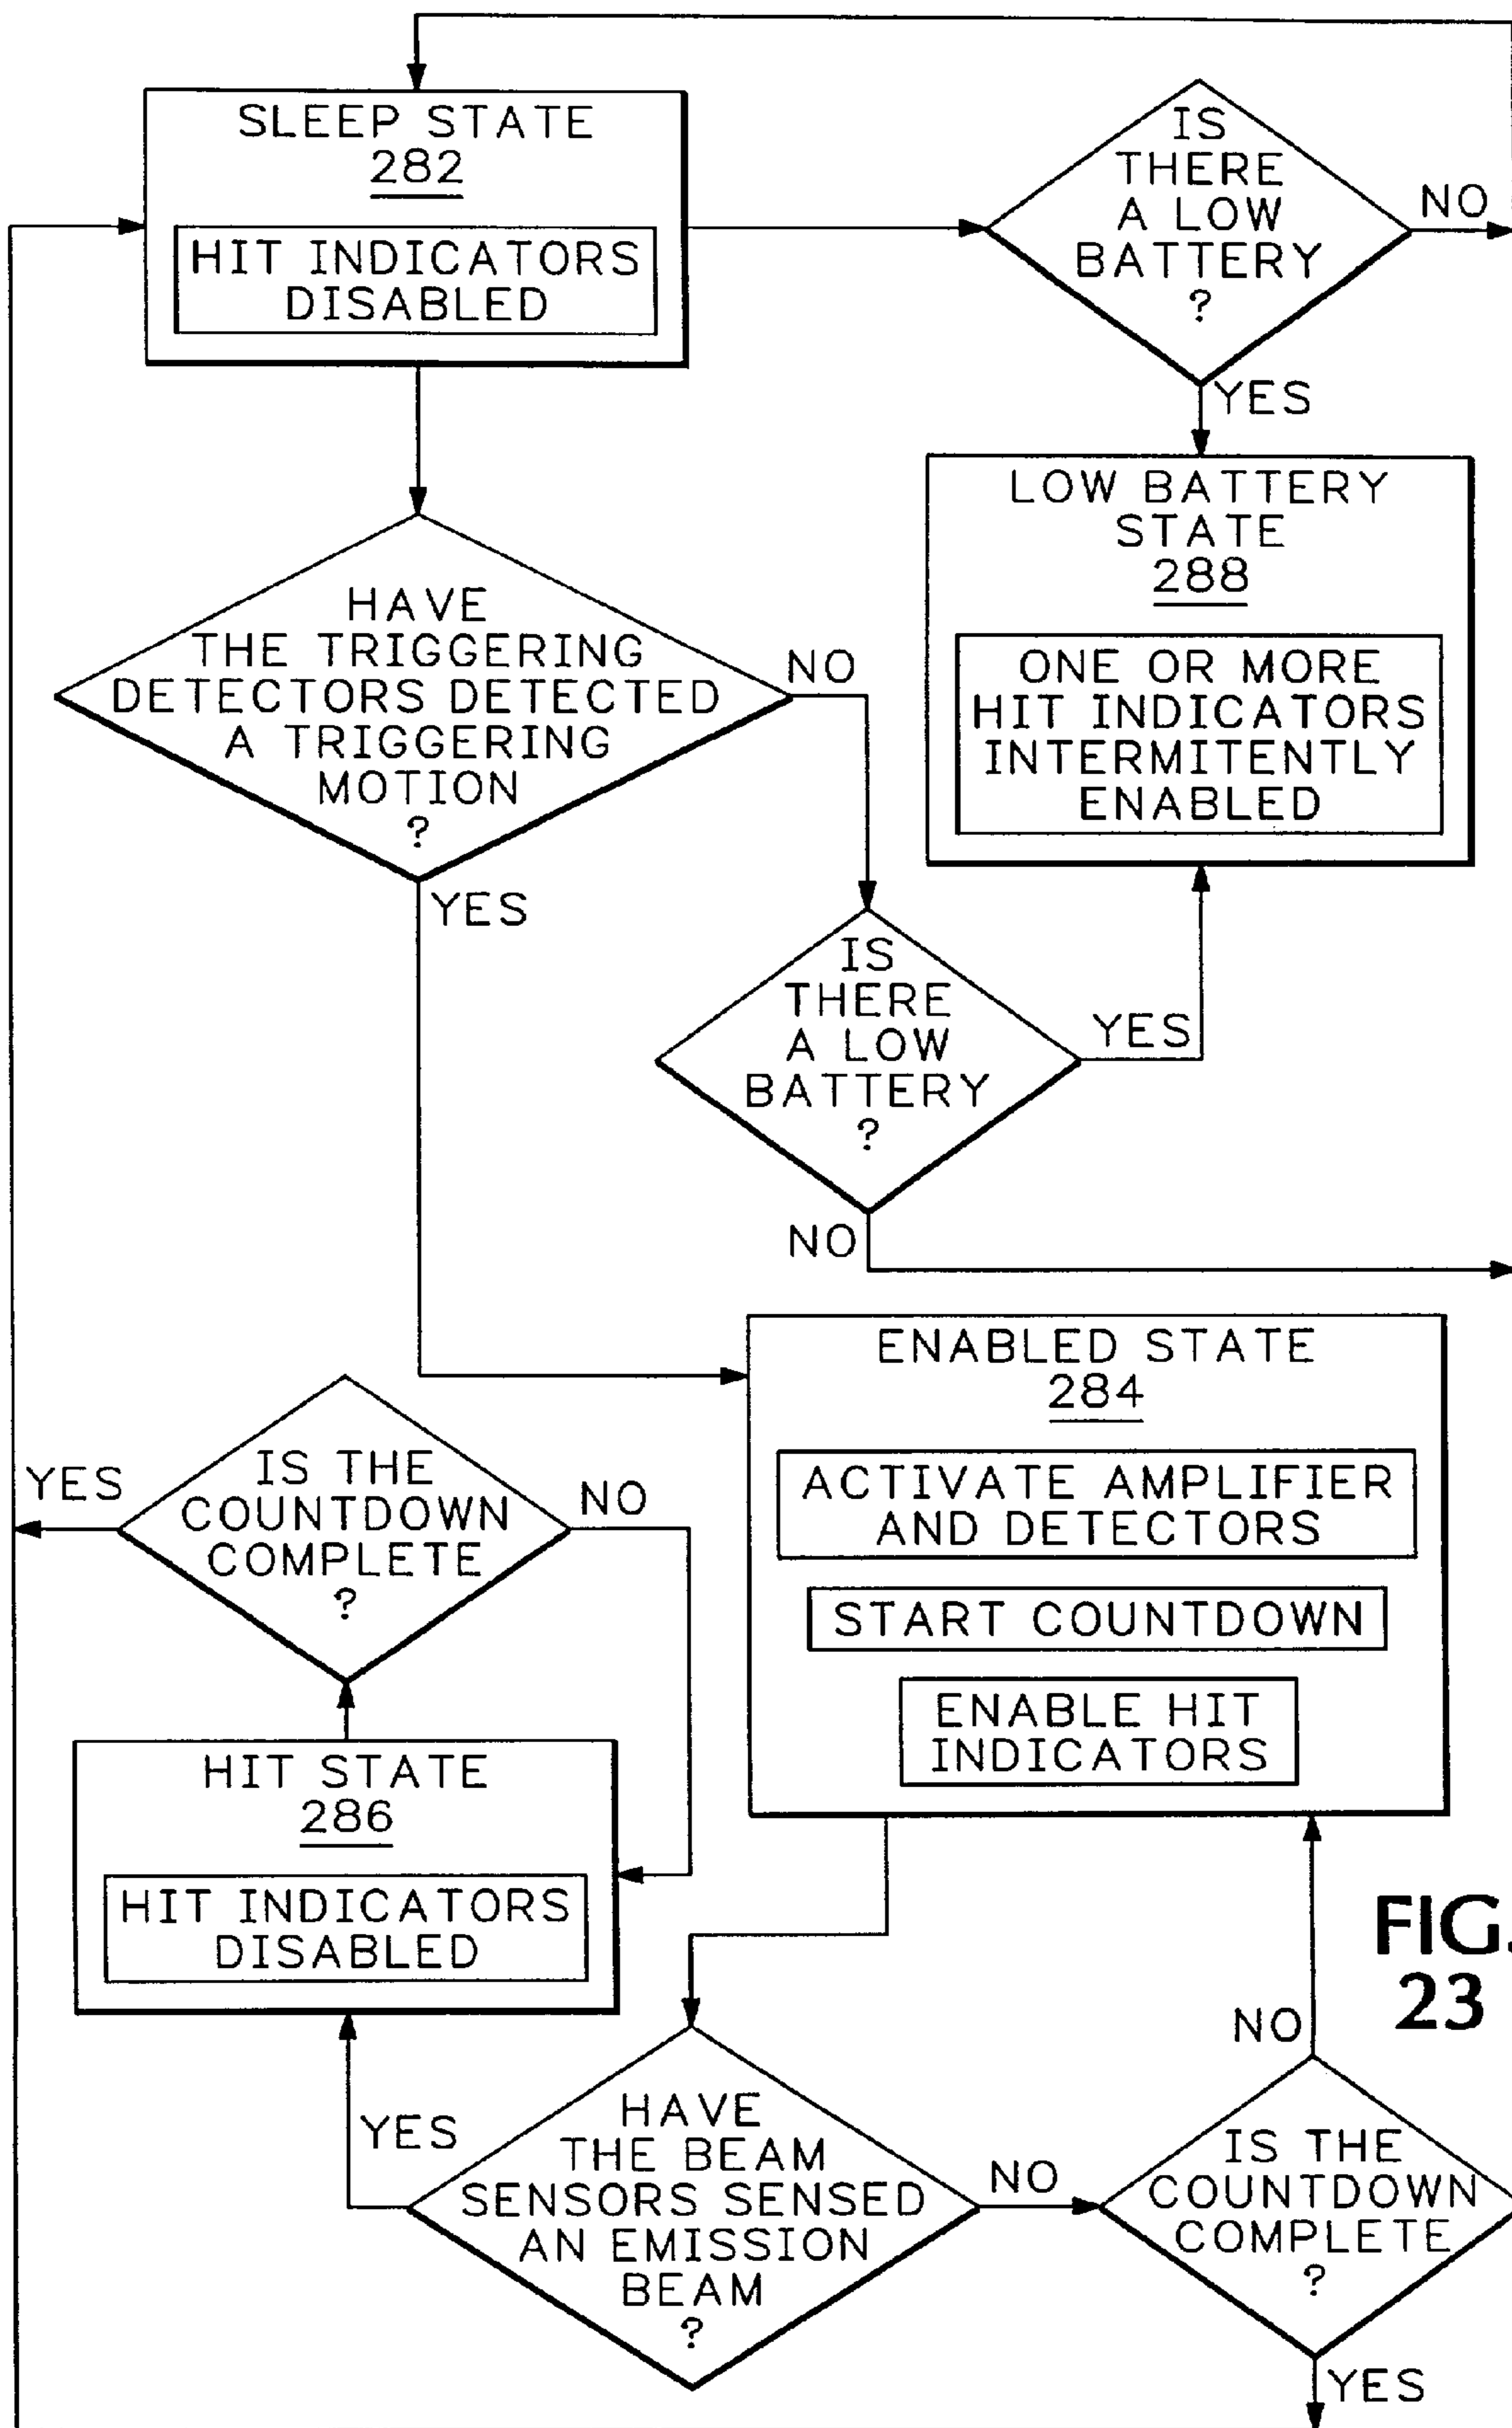 SLEEP STATE
282
HIT INDICATORS
DISABLED
IS
THERE
A LOW
BATTERY
?
NO
YES
LOW BATTERY
STATE
288
ONE OR MORE
HIT INDICATORS
INTERMITENTLY
ENABLED
HAVE
THE TRIGGERING
DETECTORS DETECTED
A TRIGGERING
MOTION
?
NO
YES
IS
THERE
A LOW
BATTERY
?
YES
NO
ENABLED STATE
284
ACTIVATE AMPLIFIER
AND DETECTORS
START COUNTDOWN
ENABLE HIT
INDICATORS
IS THE
COUNTDOWN
COMPLETE
?
YES
NO
HIT STATE
286
HIT INDICATORS
DISABLED
HAVE
THE BEAM
SENSORS SENSED
AN EMISSION
BEAM
?
YES
NO
IS THE
COUNTDOWN
COMPLETE
?
NO
YES
FIG.
23